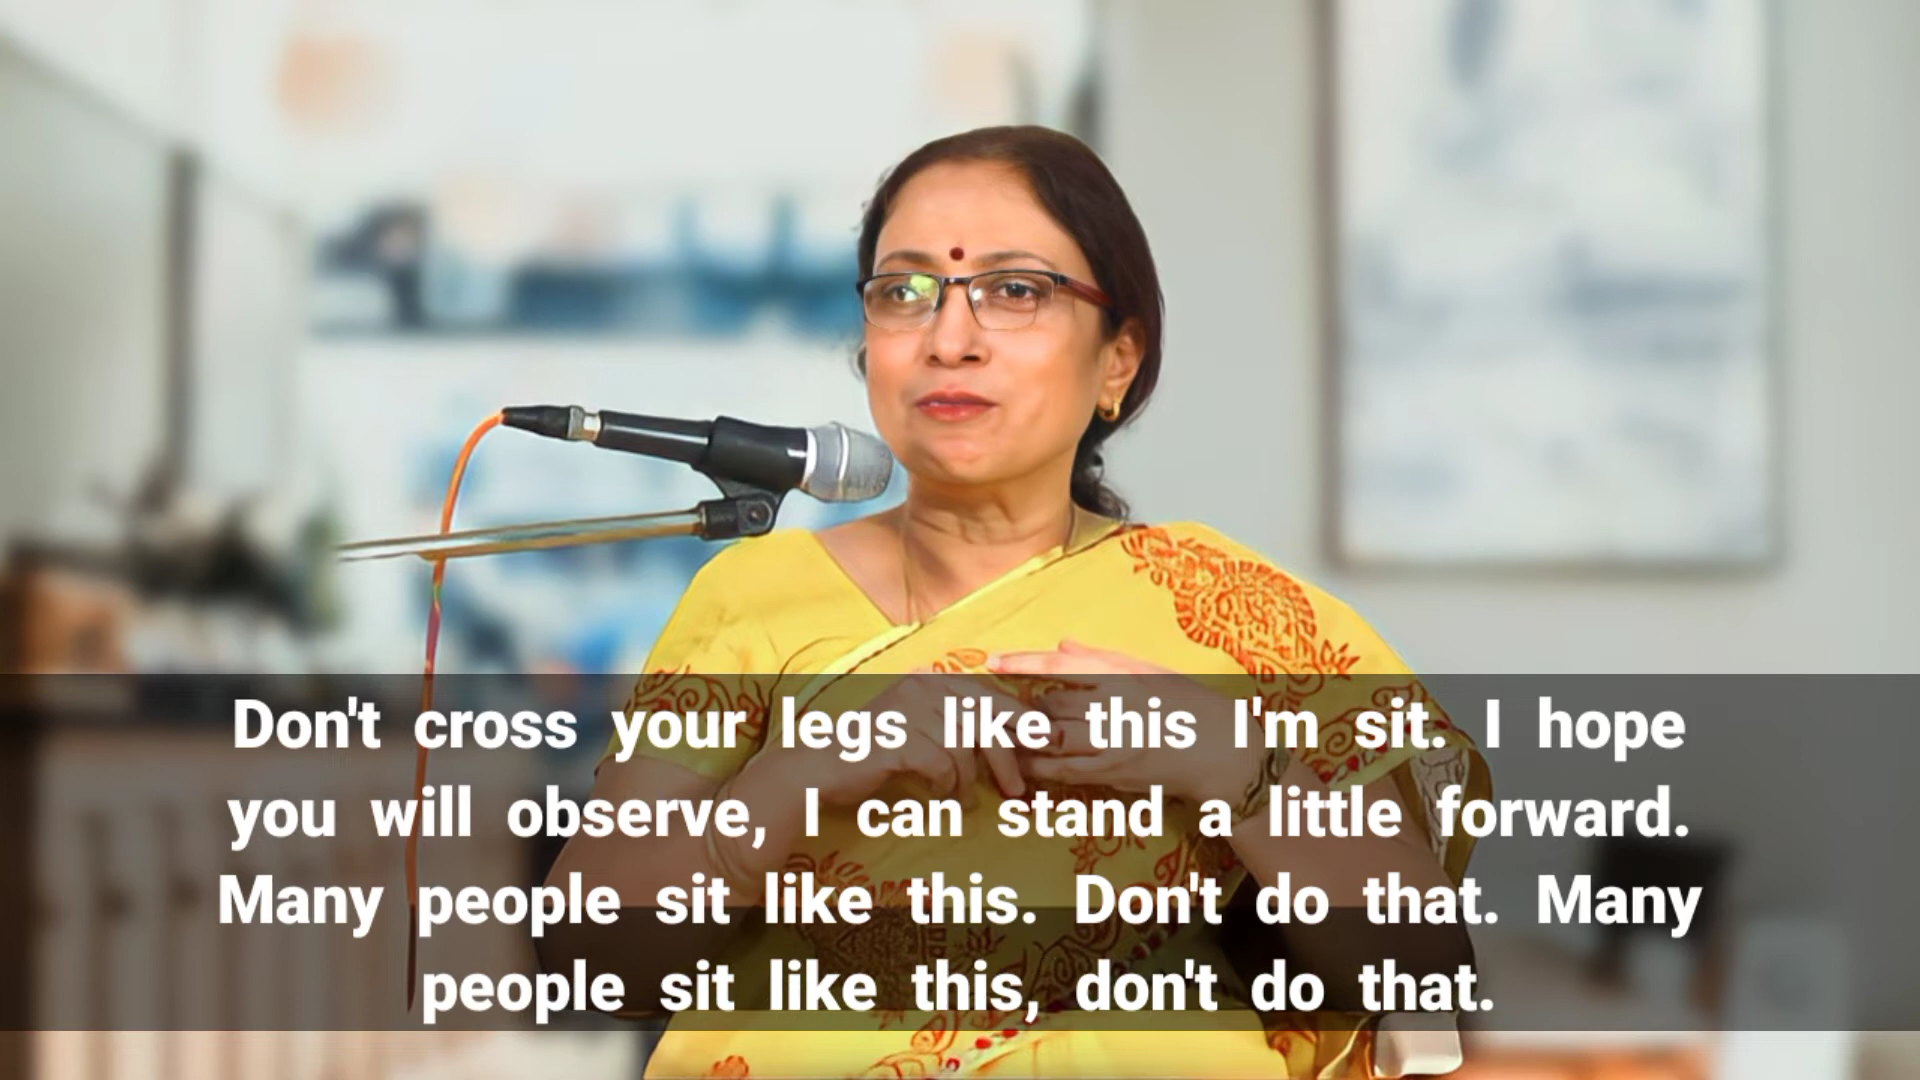 Don't cross your legs like this I'm sit. I hope
you will observe, I can stand a little forward.
Many people sit like this. Don't do that. Many
people sit like this, don't do that.